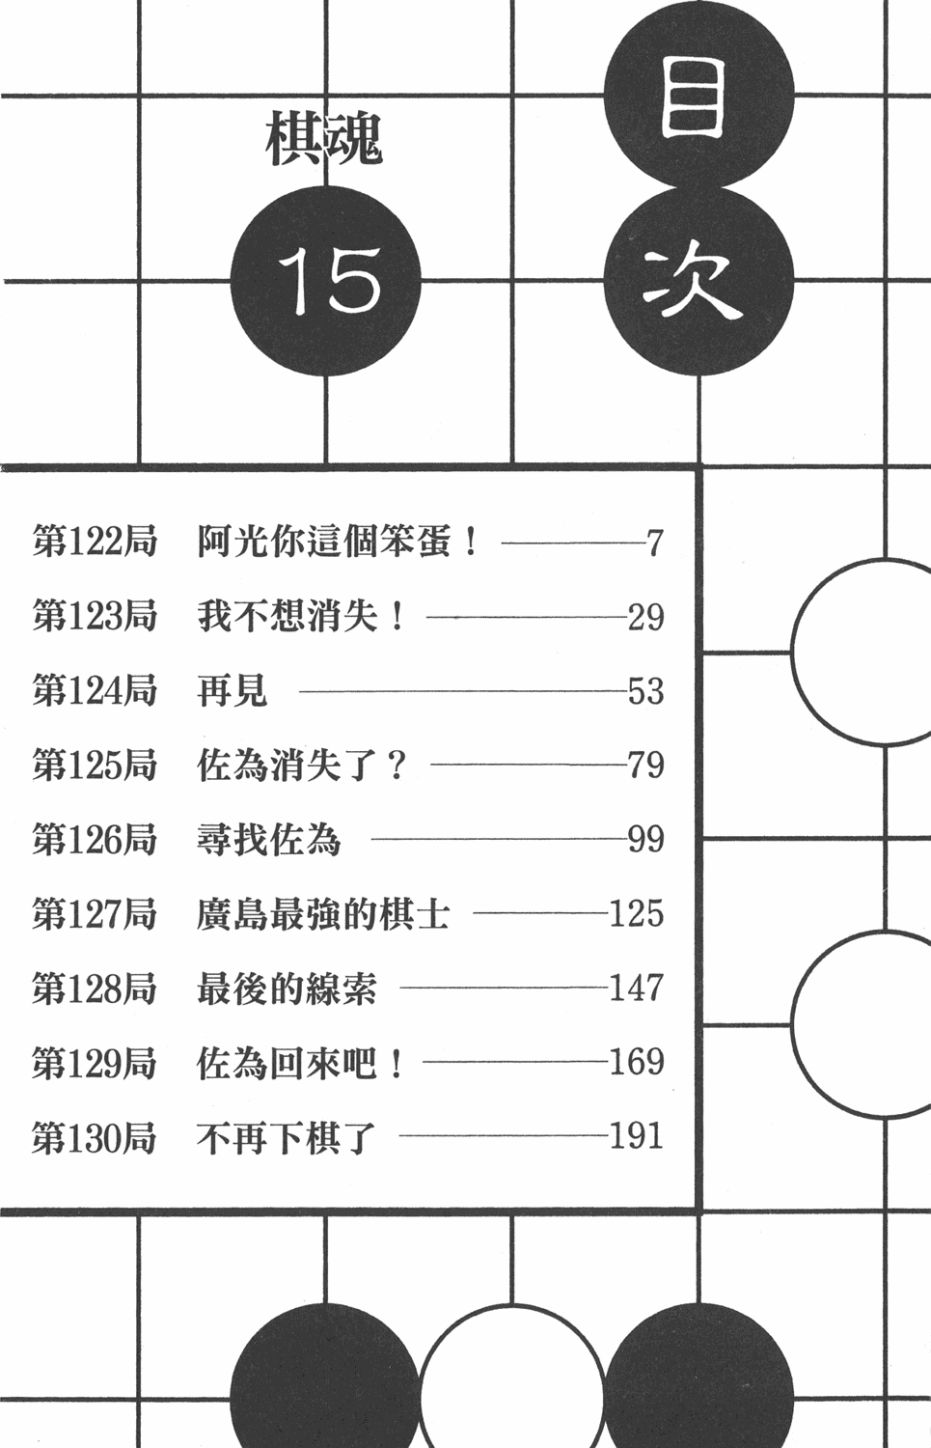 目次
棋魂
15
第122局 阿光你這個笨蛋！ 7
第123局 我不想消失！ 29
第124局 再見 53
第125局 佐為消失了？ 79
第126局 尋找佐為 99
第127局 廣島最強的棋士 125
第128局 最後的線索 147
第129局 佐為回來吧！ 169
第130局 不再下棋了 191